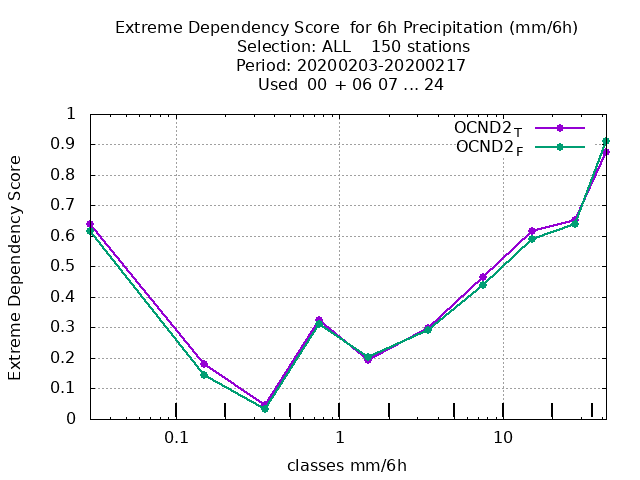 Extreme Dependency Score  for 6h Precipitation (mm/6h)
Selection: ALL    150 stations
Period: 20200203-20200217
Used  00  + 06 07 ... 24
OCND2T
OCND2F
Extreme Dependency Score
1
0.9
0.8
0.7
0.6
0.5
0.4
0.3
0.2
0.1
0
0.1 1 10
classes mm/6h